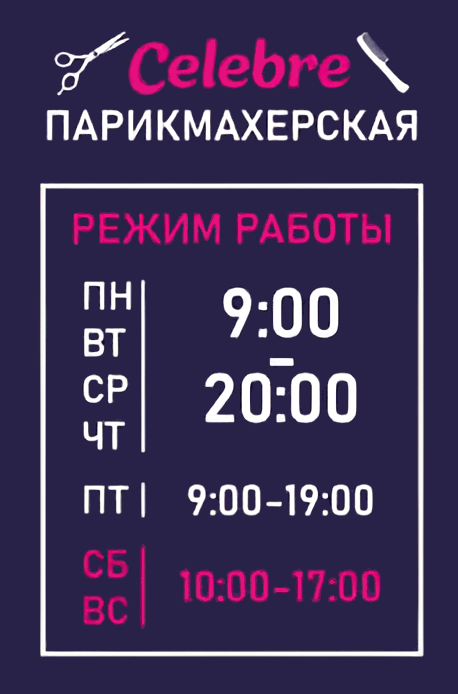 Celebre
ПАРИКМАХЕРСКАЯ
РЕЖИМ РАБОТЫ
ПН
ВТ
СР
ЧТ
9:00
–
20:00
ПТ 9:00-19:00
СБ
ВС
10:00-17:00